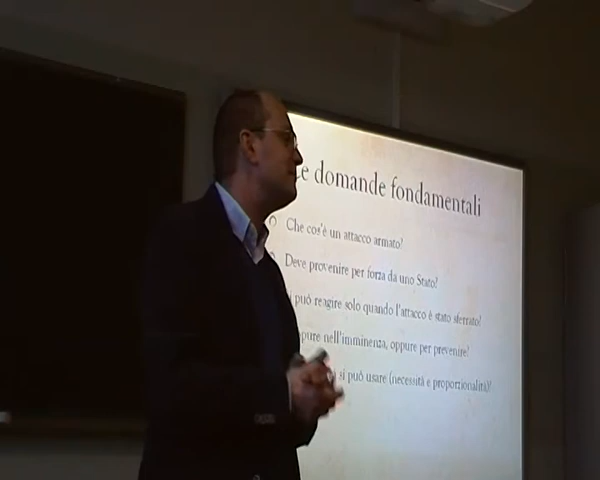 domande fondamentali
Che cos'è un attacco armato?
Deve provenire per forza da uno Stato?
può reagire solo quando l'attacco è stato sferrato?
nell'imminenza, oppure per prevenire?
si può usare (necessità e proporzionalità)?